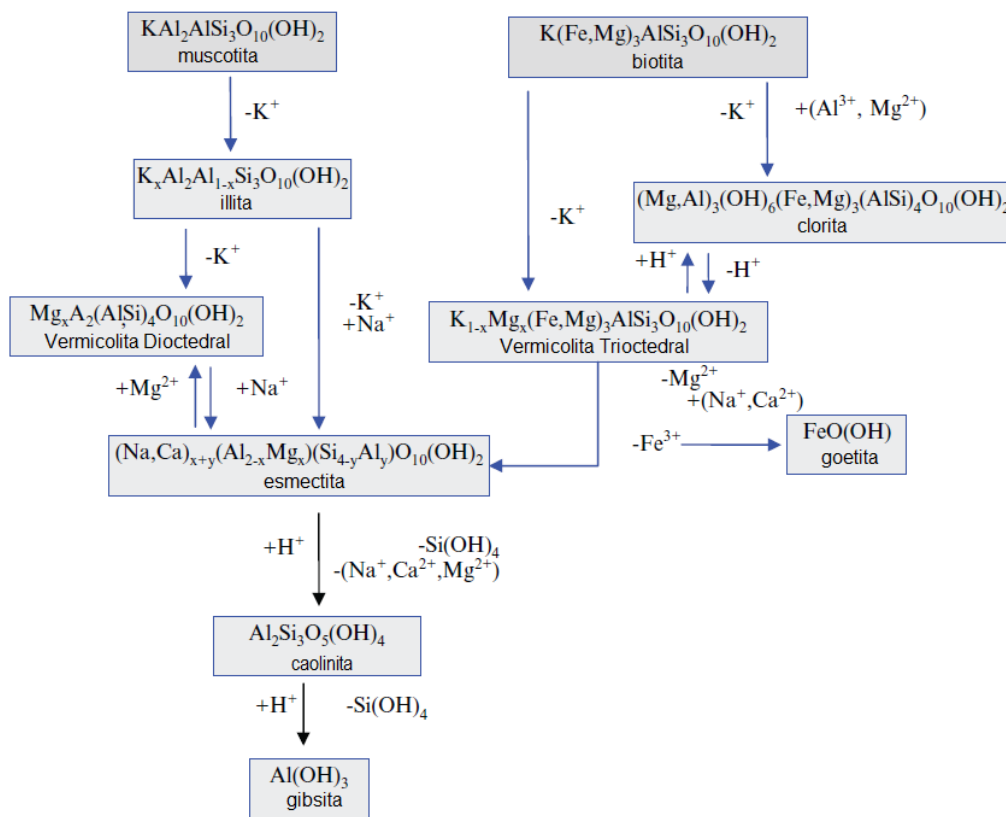 KAl₂AlSi₃O₁₀(OH)₂
muscotita
K(Fe,Mg)₃AlSi₃O₁₀(OH)₂
biotita
-K⁺
-K⁺
+(Al³⁺, Mg²⁺)
KₓAl₂Al₁₋ₓSi₃O₁₀(OH)₂
illita
(Mg,Al)₃(OH)₆(Fe,Mg)₃(AlSi)₄O₁₀(OH)₂
clorita
-K⁺
-K⁺
+H⁺
-H⁺
MgₓA₂(Al,Si)₄O₁₀(OH)₂
Vermicolita Dioctedral
-K⁺
+Na⁺
K₁₋ₓMgₓ(Fe,Mg)₃AlSi₃O₁₀(OH)₂
Vermicolita Trioctedral
+Mg²⁺
+Na⁺
-Mg²⁺
+(Na⁺,Ca²⁺)
(Na,Ca)ₓ₊ᵧ(Al₂₋ₓMgₓ)(Si₄₋ᵧAlᵧ)O₁₀(OH)₂
esmectita
-Fe³⁺
FeO(OH)
goetita
+H⁺
-Si(OH)₄
-(Na⁺,Ca²⁺,Mg²⁺)
Al₂Si₃O₅(OH)₄
caolinita
+H⁺
-Si(OH)₄
Al(OH)₃
gibsita